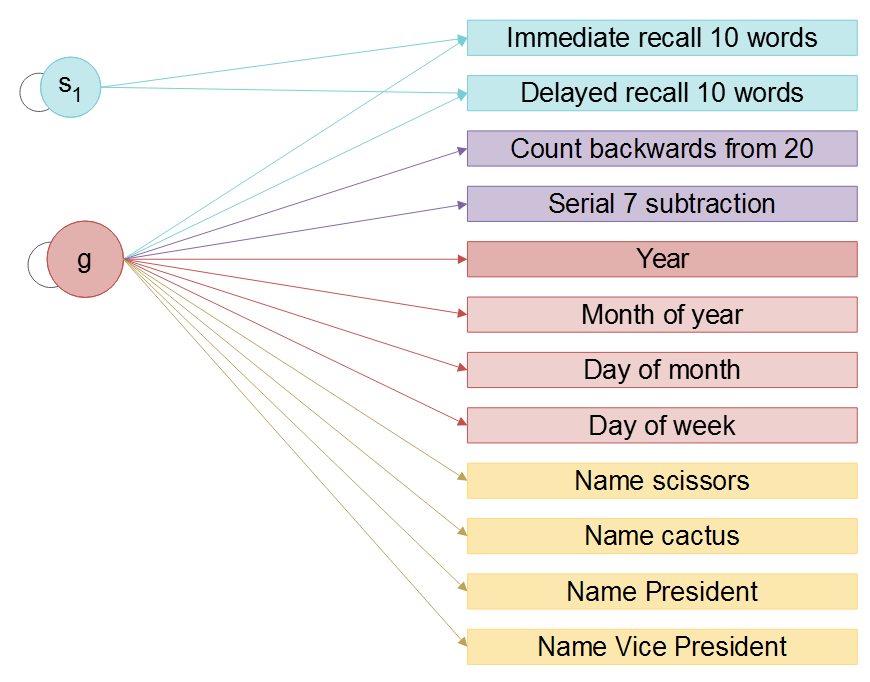 s1
g
Immediate recall 10 words
Delayed recall 10 words
Count backwards from 20
Serial 7 subtraction
Year
Month of year
Day of month
Day of week
Name scissors
Name cactus
Name President
Name Vice President